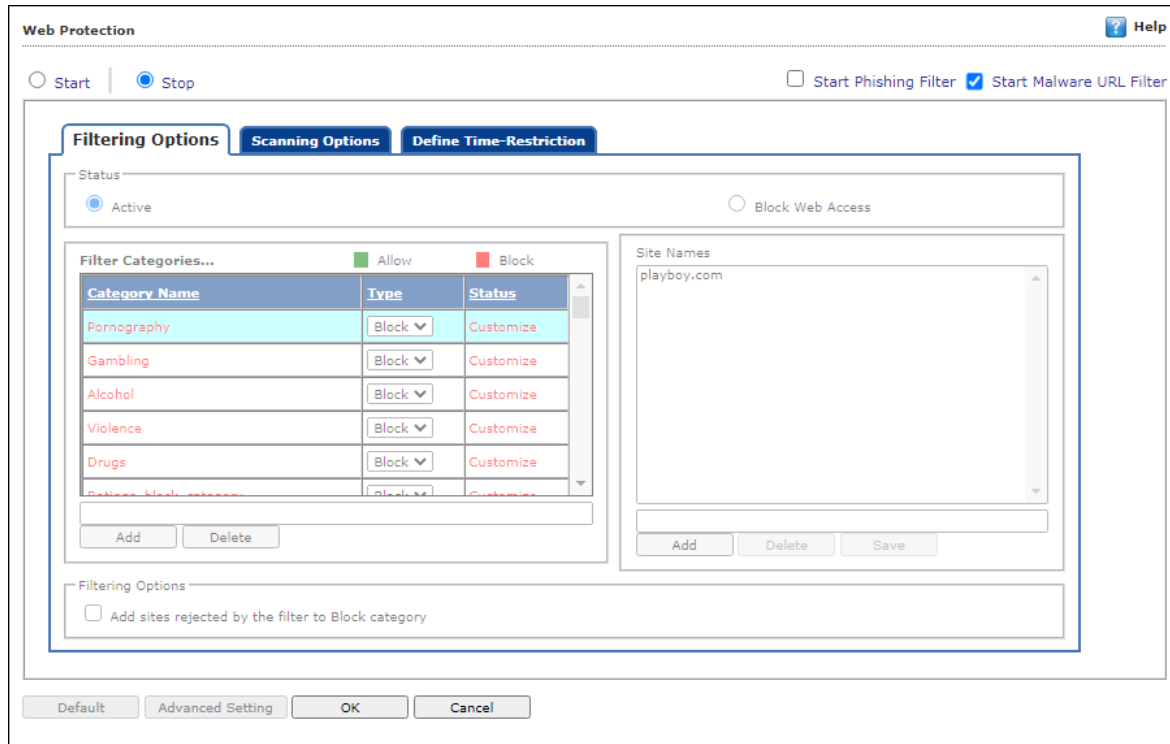 Web Protection
Help
Start
Stop
Start Phishing Filter
Start Malware URL Filter
Filtering Options
Scanning Options
Define Time-Restriction
Status
Active
Block Web Access
Filter Categories...
Allow
Block
Category Name
Type
Status
Pornography
Block
Customize
Gambling
Block
Customize
Alcohol
Block
Customize
Violence
Block
Customize
Drugs
Block
Customize
Block
Customize
Add
Delete
Site Names
playboy.com
Add
Delete
Save
Filtering Options
Add sites rejected by the filter to Block category
Default
Advanced Setting
OK
Cancel